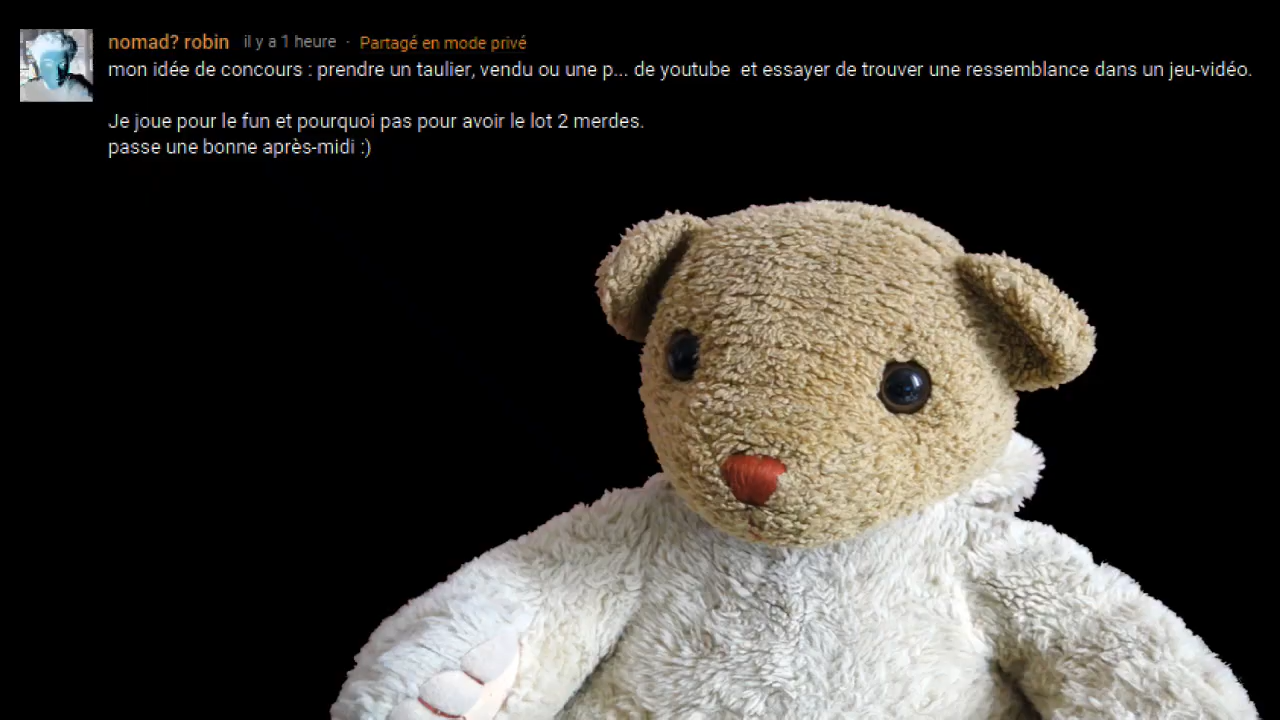 nomad? robin il y a 1 heure · Partagé en mode privé
mon idée de concours : prendre un taulier, vendu ou une p... de youtube et essayer de trouver une ressemblance dans un jeu-vidéo.
Je joue pour le fun et pourquoi pas pour avoir le lot 2 merdes.
passe une bonne après-midi :)